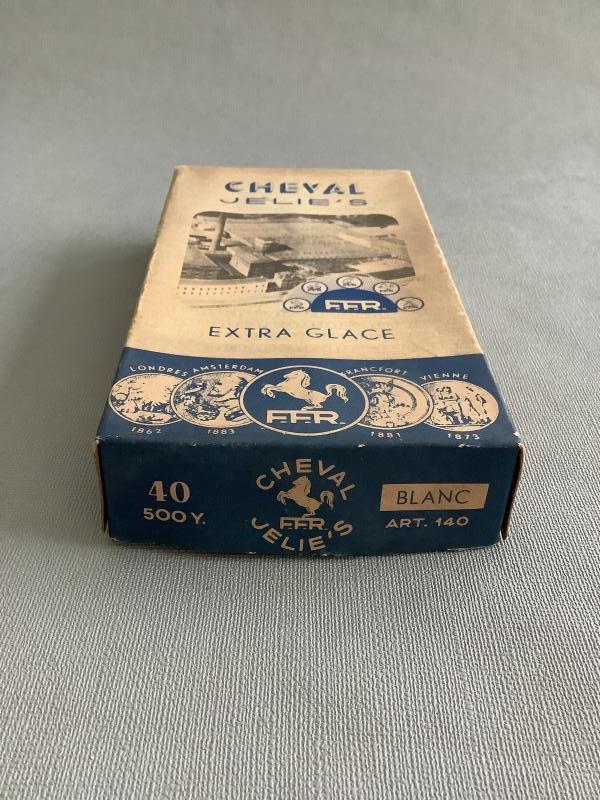 CHEVAL
JELIE'S
F.F.R.
EXTRA GLACE
LONDRES AMSTERDAM FRANCFORT VIENNE
F.F.R.
1862 1883 1881 1873
40
500 Y.
CHEVAL
F.F.R.
JELIE'S
BLANC
ART. 140